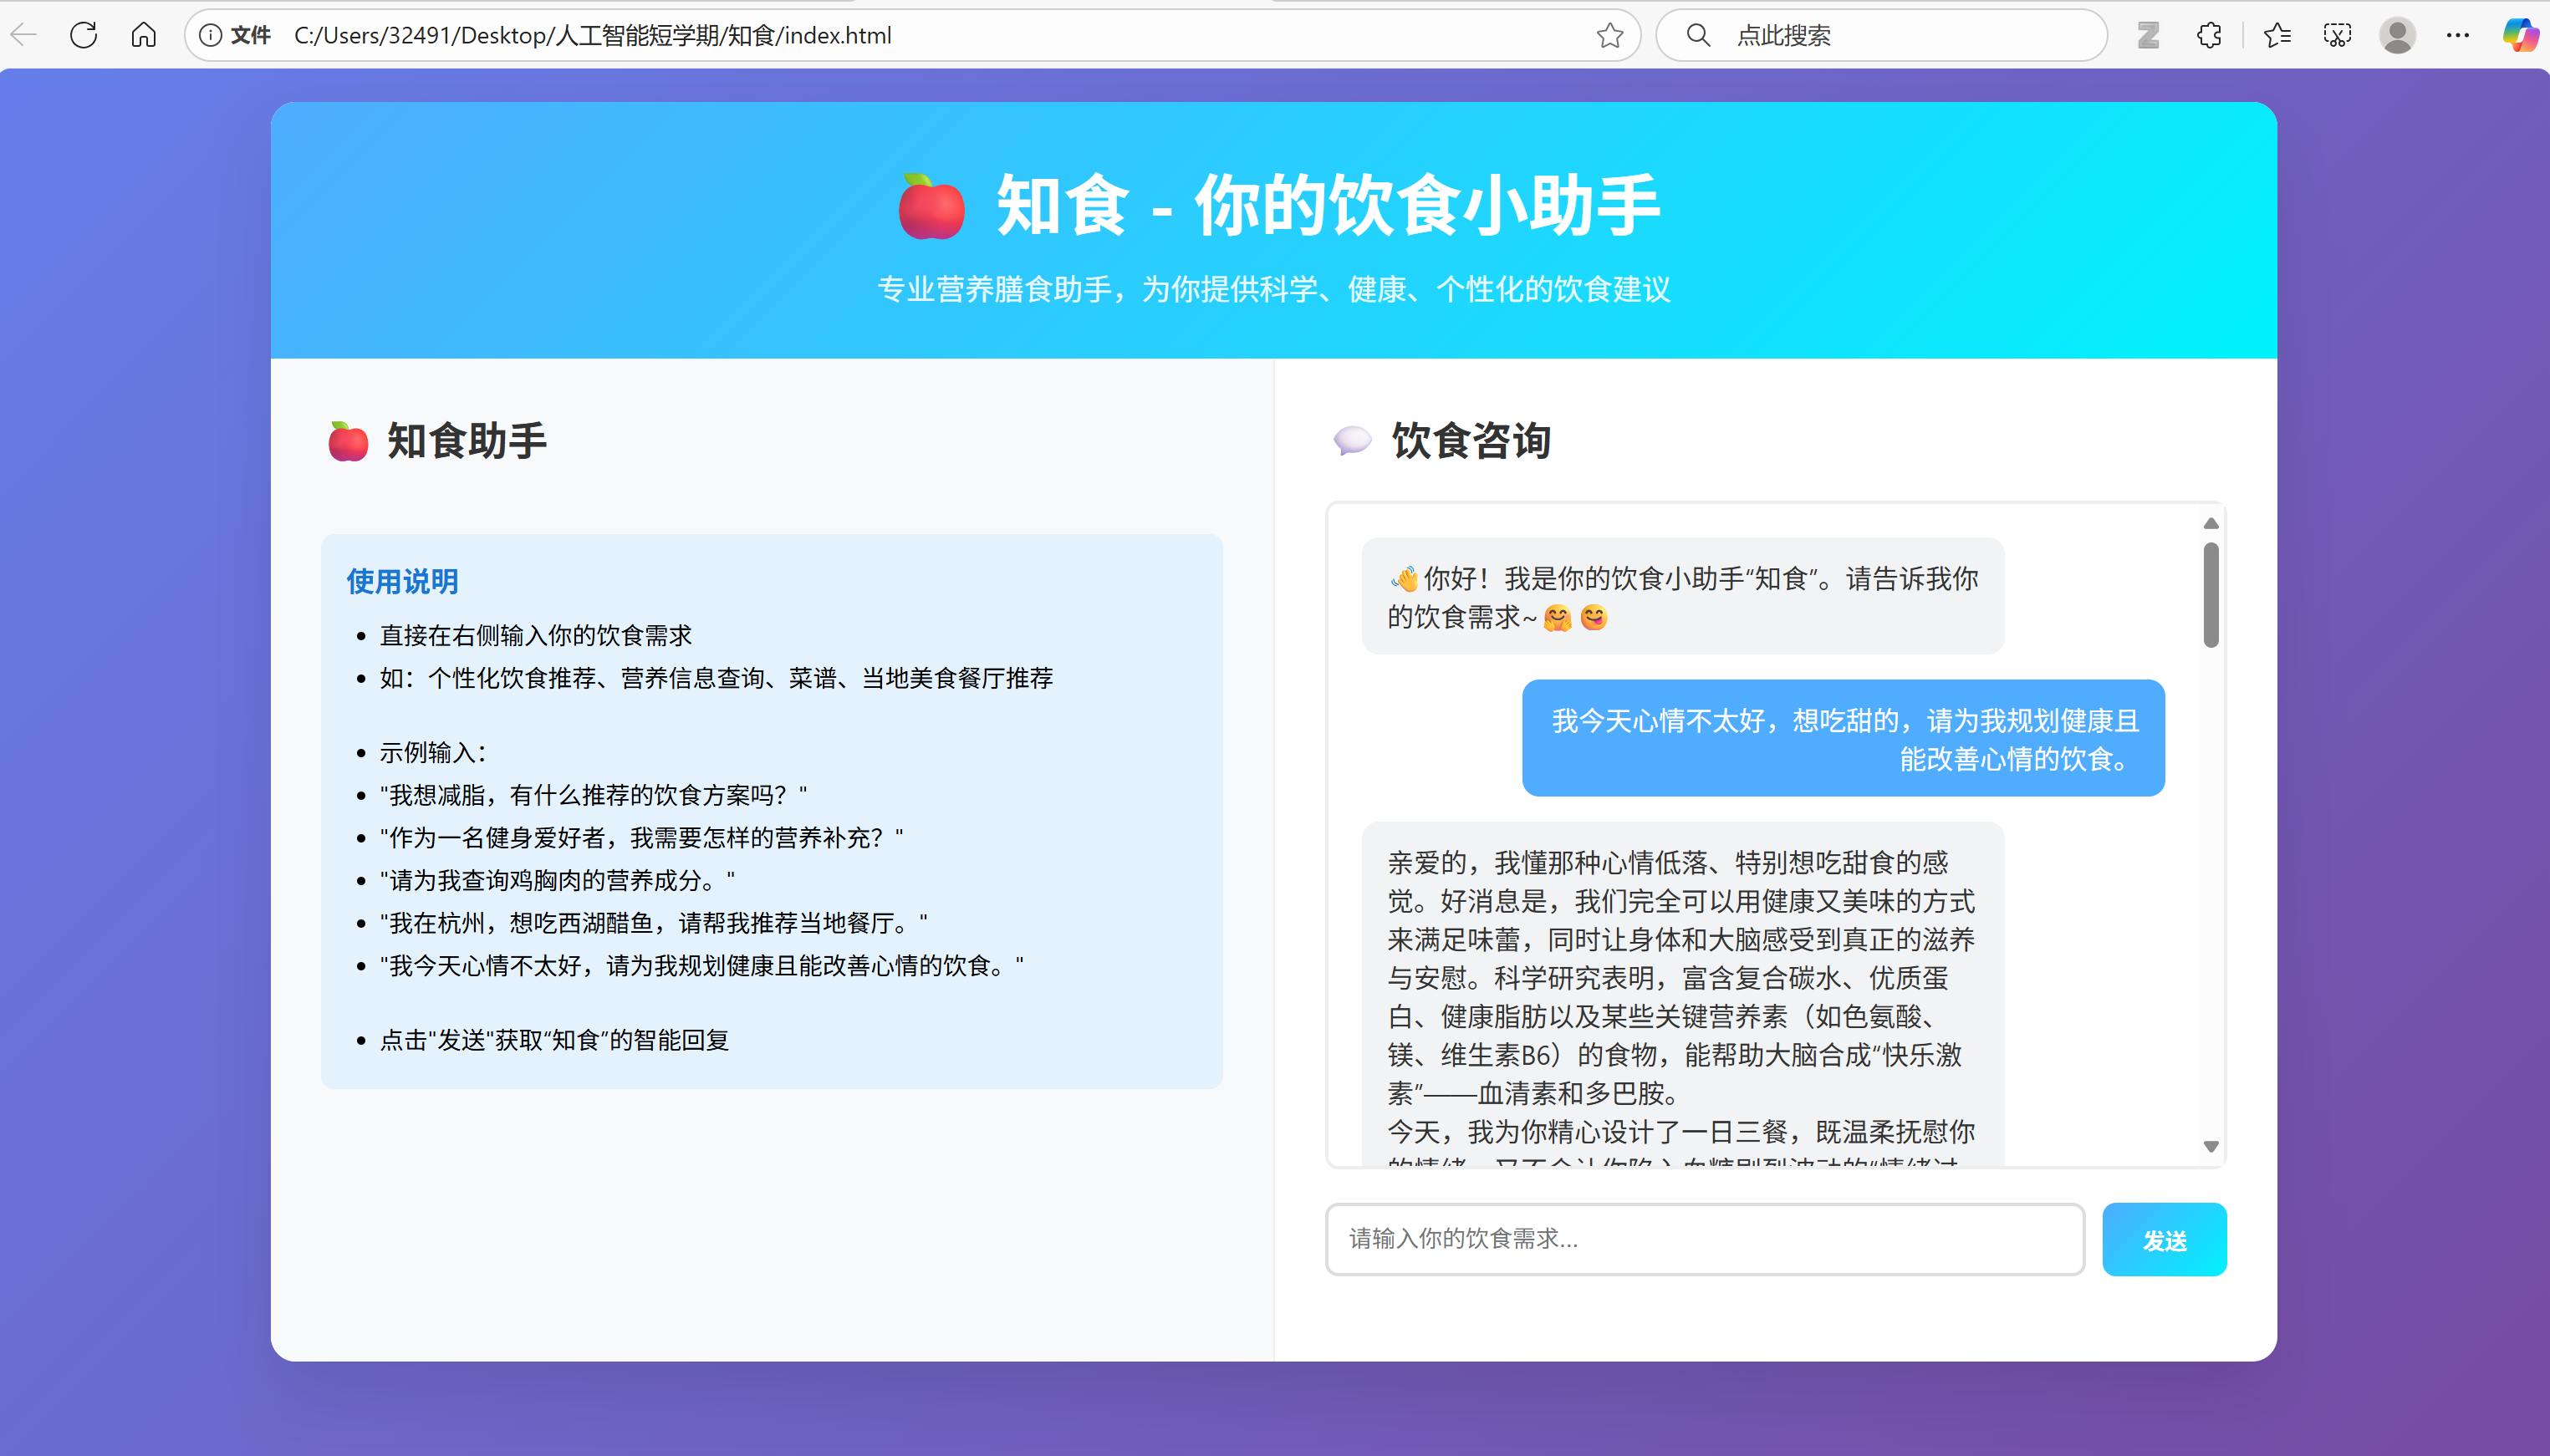 文件 C:/Users/32491/Desktop/人工智能短学期/知食/index.html
点此搜索
知食 - 你的饮食小助手
专业营养膳食助手，为你提供科学、健康、个性化的饮食建议
知食助手
使用说明
直接在右侧输入你的饮食需求
如：个性化饮食推荐、营养信息查询、菜谱、当地美食餐厅推荐
示例输入：
"我想减脂，有什么推荐的饮食方案吗？"
"作为一名健身爱好者，我需要怎样的营养补充？"
"请为我查询鸡胸肉的营养成分。"
"我在杭州，想吃西湖醋鱼，请帮我推荐当地餐厅。"
"我今天心情不太好，请为我规划健康且能改善心情的饮食。"
点击"发送"获取“知食”的智能回复
饮食咨询
👋你好！我是你的饮食小助手“知食”。请告诉我你
的饮食需求~🤗😋
我今天心情不太好，想吃甜的，请为我规划健康且
能改善心情的饮食。
亲爱的，我懂那种心情低落、特别想吃甜食的感
觉。好消息是，我们完全可以用健康又美味的方式
来满足味蕾，同时让身体和大脑感受到真正的滋养
与安慰。科学研究表明，富含复合碳水、优质蛋
白、健康脂肪以及某些关键营养素（如色氨酸、
镁、维生素B6）的食物，能帮助大脑合成“快乐激
素”——血清素和多巴胺。
今天，我为你精心设计了一日三餐，既温柔抚慰你
请输入你的饮食需求...
发送